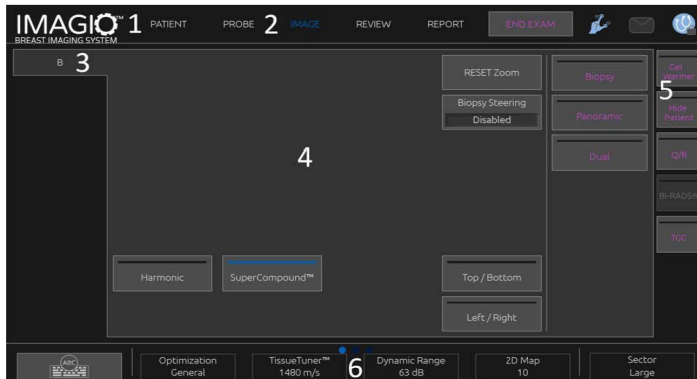 IMAGIO™ 1 PATIENT PROBE 2 IMAGE REVIEW REPORT END EXAM
BREAST IMAGING SYSTEM
B 3
RESET Zoom
Biopsy
Gel
Warmer
5
Biopsy Steering
Disabled
Panoramic
Hide
Patient
4
Dual
Q/R
BI-RADS®
TGC
Harmonic
SuperCompound™
Top / Bottom
Left / Right
ABC
Optimization
General
TissueTuner™
1480 m/s
6
Dynamic Range
63 dB
2D Map
10
Sector
Large